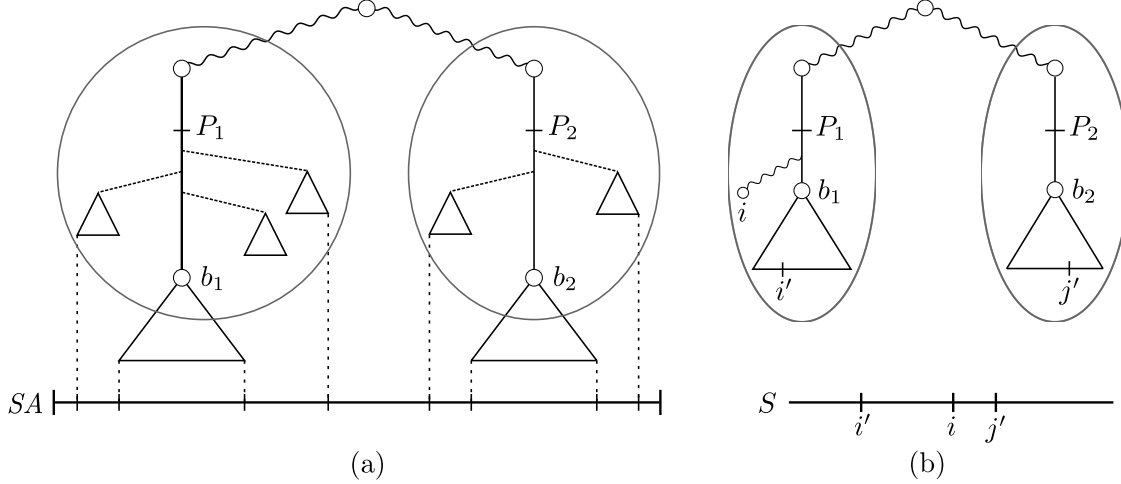 P₁ P₂ P₁ P₂
b₁ b₂ i b₁ b₂
i′ j′
SA S
i′ i j′
(a) (b)